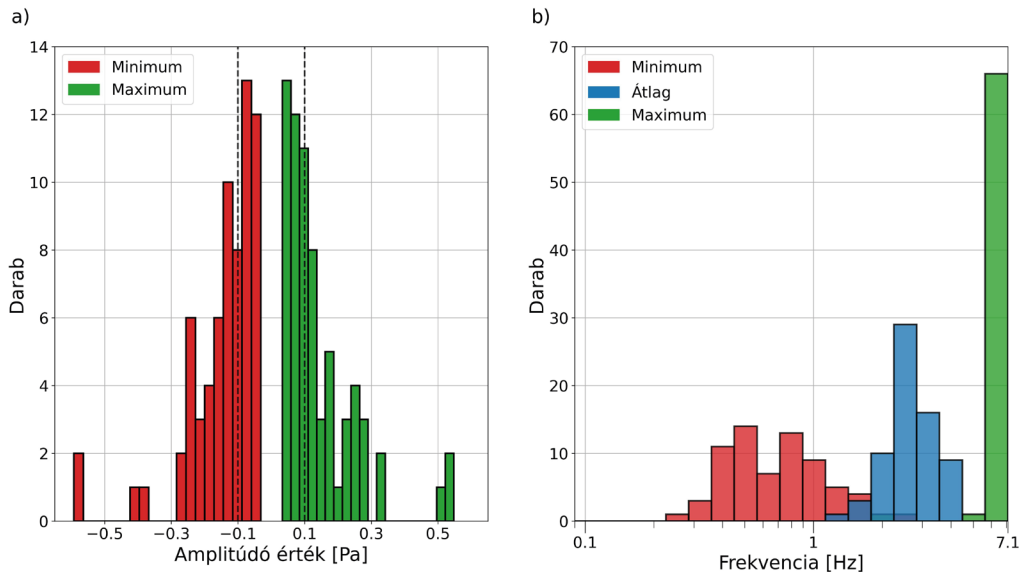 a)
14
12
10
8
6
4
2
0
Darab
Minimum
Maximum
−0.5 −0.3 −0.1 0.1 0.3 0.5
Amplitúdó érték [Pa]
b)
70
60
50
40
30
20
10
0
Darab
Minimum
Átlag
Maximum
0.1 1 7.1
Frekvencia [Hz]